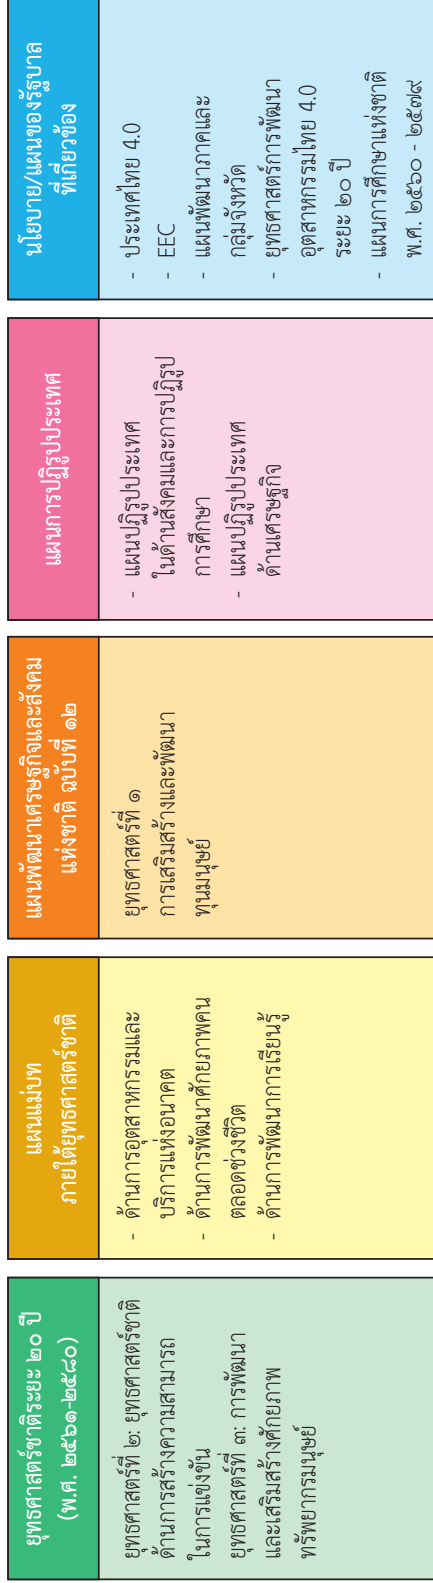 ยุทธศาสตร์ชาติระยะ ๒๐ ปี
(พ.ศ. ๒๕๖๑-๒๕๘๐)
ยุทธศาสตร์ที่ ๒: ยุทธศาสตร์ชาติ
ด้านการสร้างความสามารถ
ในการแข่งขัน
ยุทธศาสตร์ที่ ๓: การพัฒนา
และเสริมสร้างศักยภาพ
ทรัพยากรมนุษย์
แผนแม่บท
ภายใต้ยุทธศาสตร์ชาติ
- ด้านการอุตสาหกรรมและ
บริการแห่งอนาคต
- ด้านการพัฒนาศักยภาพคน
ตลอดช่วงชีวิต
- ด้านการพัฒนาการเรียนรู้
แผนพัฒนาเศรษฐกิจและสังคม
แห่งชาติ ฉบับที่ ๑๒
ยุทธศาสตร์ที่ ๑
การเสริมสร้างและพัฒนา
ทุนมนุษย์
แผนการปฏิรูปประเทศ
- แผนปฏิรูปประเทศ
ในด้านสังคมและการปฏิรูป
การศึกษา
- แผนปฏิรูปประเทศ
ด้านเศรษฐกิจ
นโยบาย/แผนของรัฐบาล
ที่เกี่ยวข้อง
- ประเทศไทย 4.0
- EEC
- แผนพัฒนาภาคและ
กลุ่มจังหวัด
- ยุทธศาสตร์การพัฒนา
อุตสาหกรรมไทย 4.0
ระยะ ๒๐ ปี
- แผนการศึกษาแห่งชาติ
พ.ศ. ๒๕๖๐ - ๒๕๗๙